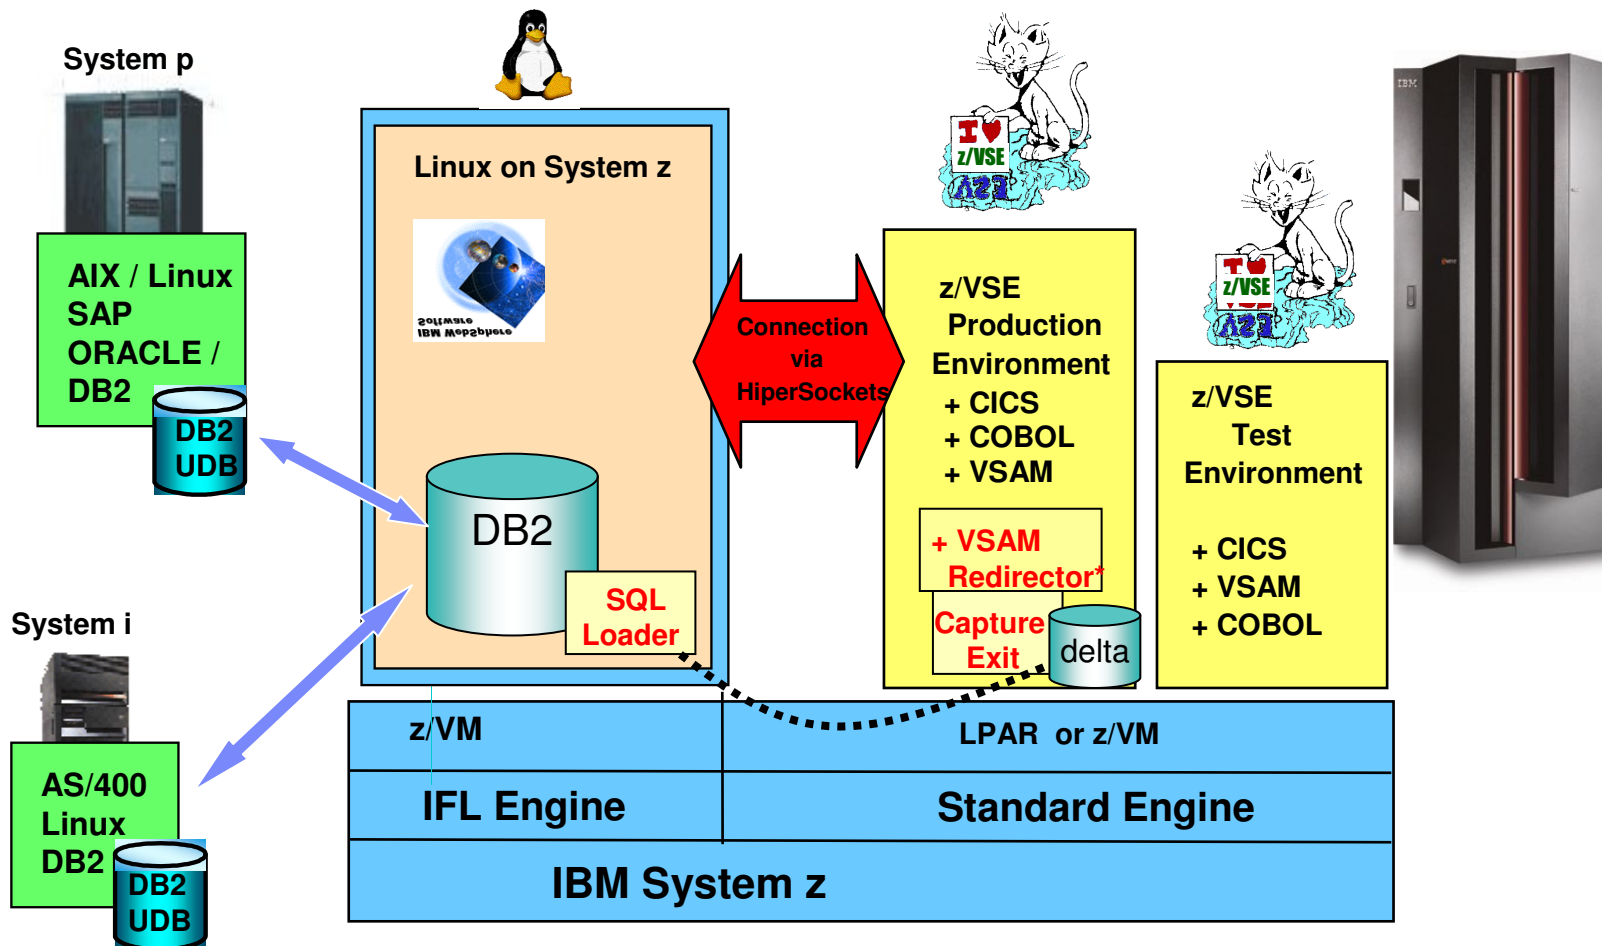 System p
AIX / Linux
SAP
ORACLE /
DB2
DB2
UDB
System i
AS/400
Linux
DB2
DB2
UDB
Linux on System z
Software
IBM WebSphere
DB2
SQL
Loader
Connection
via
HiperSockets
I
z/VSE
ESA
z/VSE
Production
Environment
+ CICS
+ COBOL
+ VSAM
+ VSAM
Redirector*
Capture
Exit
delta
I
z/VSE
ESA
z/VSE
Test
Environment
+ CICS
+ VSAM
+ COBOL
IBM
z/VM
LPAR or z/VM
IFL Engine
Standard Engine
IBM System z